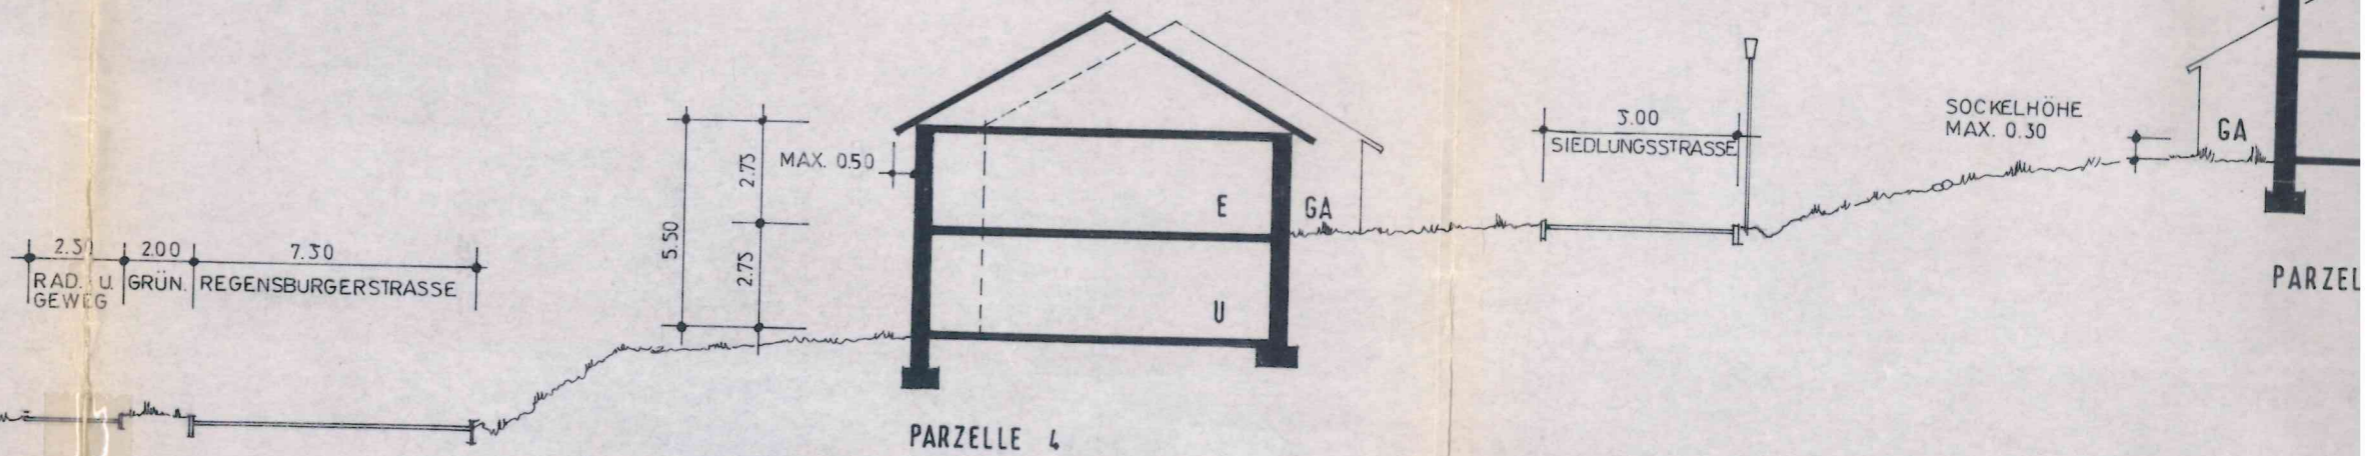 2.50
RAD. U.
GEWEG
2.00
GRÜN.
7.30
REGENSBURGERSTRASSE
5.50
2.75
2.75
MAX. 0.50
E
U
GA
PARZELLE 4
5.00
SIEDLUNGSSTRASSE
SOCKELHÖHE
MAX. 0.30
GA
PARZEL